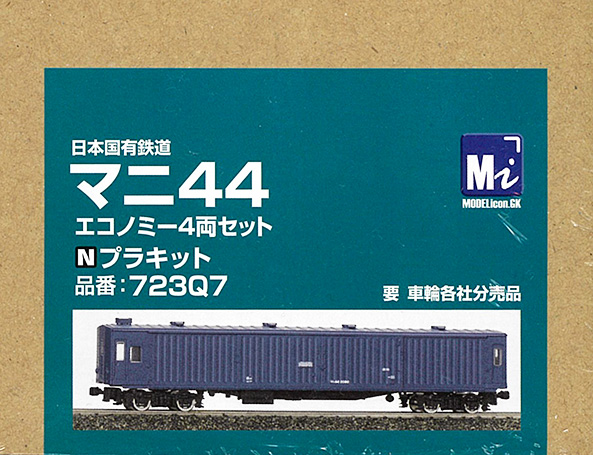 日本国有鉄道
マニ44
エコノミー4両セット
Nプラキット
品番:723Q7
Mi
MODELicon.GK
要 車輪各社分売品